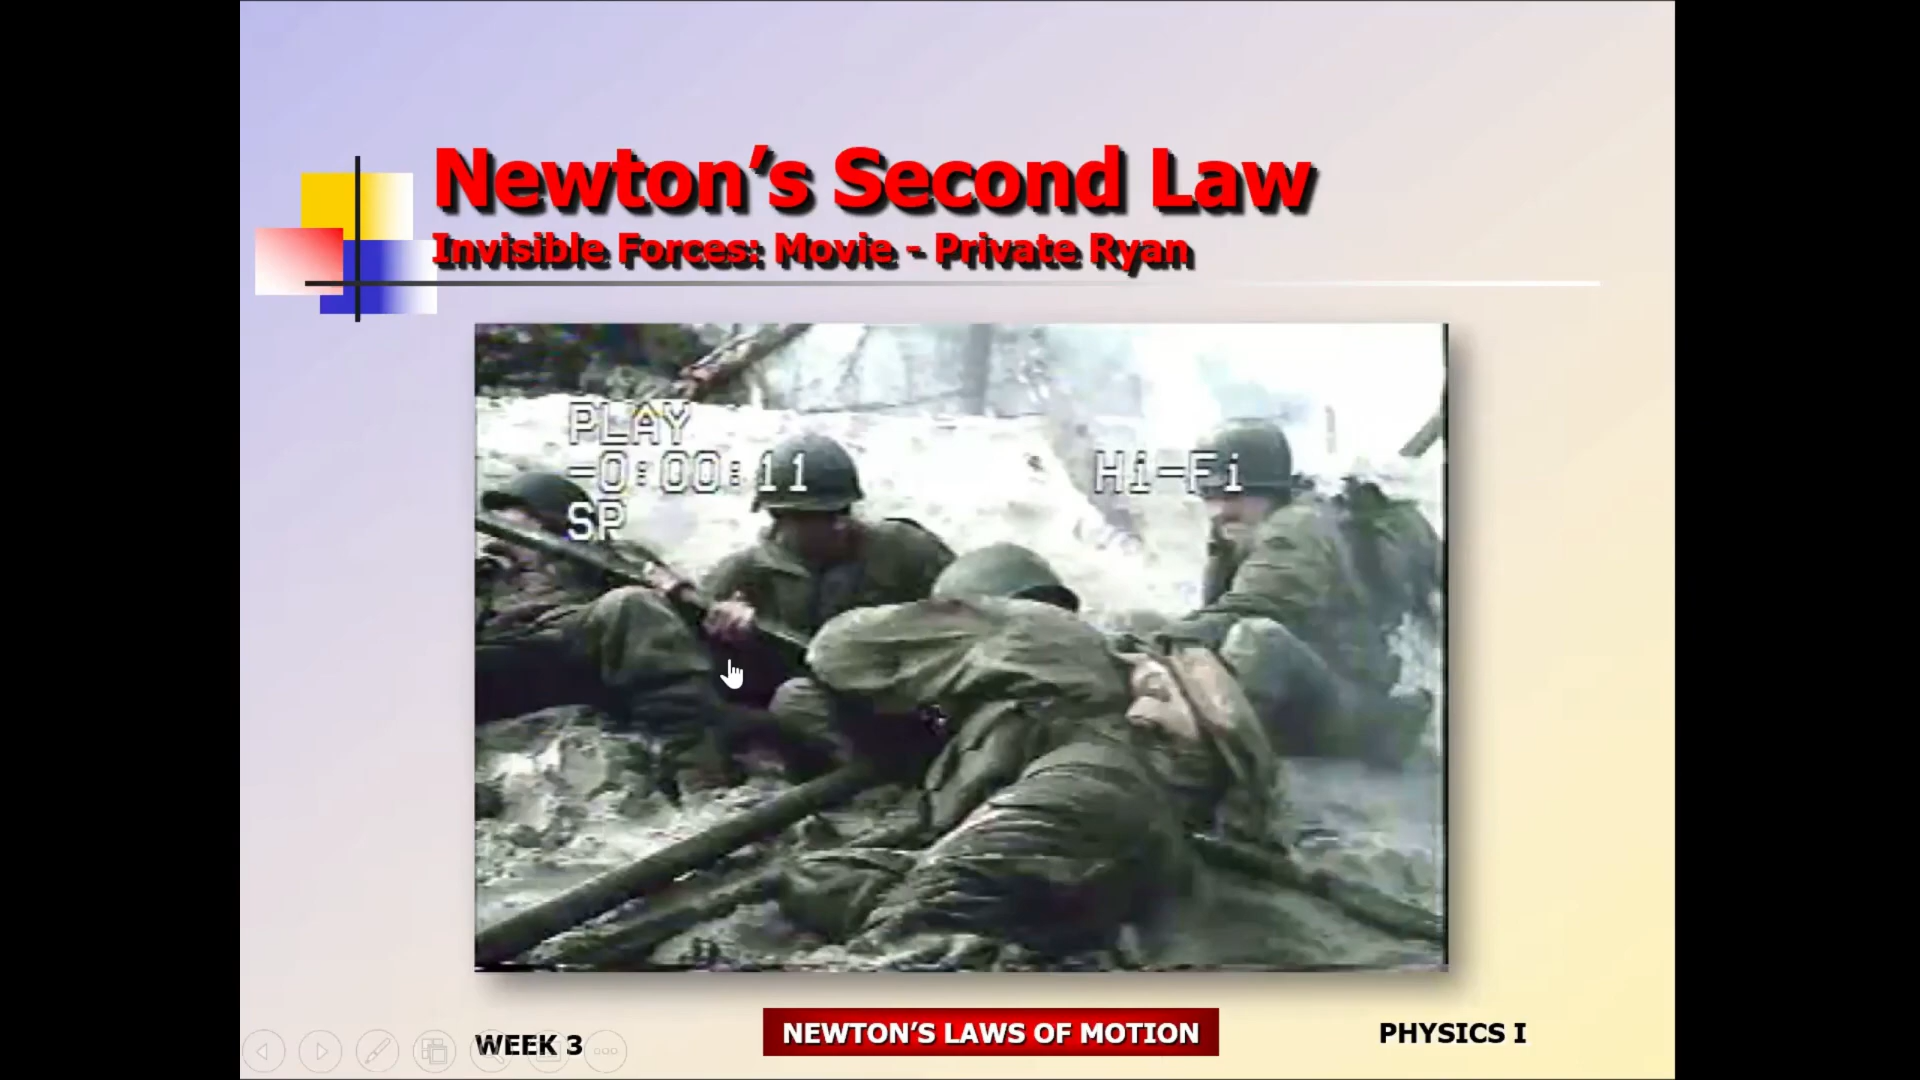 Newton’s Second Law
Invisible Forces: Movie - Private Ryan
PLAY
-0:00:11
Hi-Fi
SP
WEEK 3
NEWTON’S LAWS OF MOTION
PHYSICS I